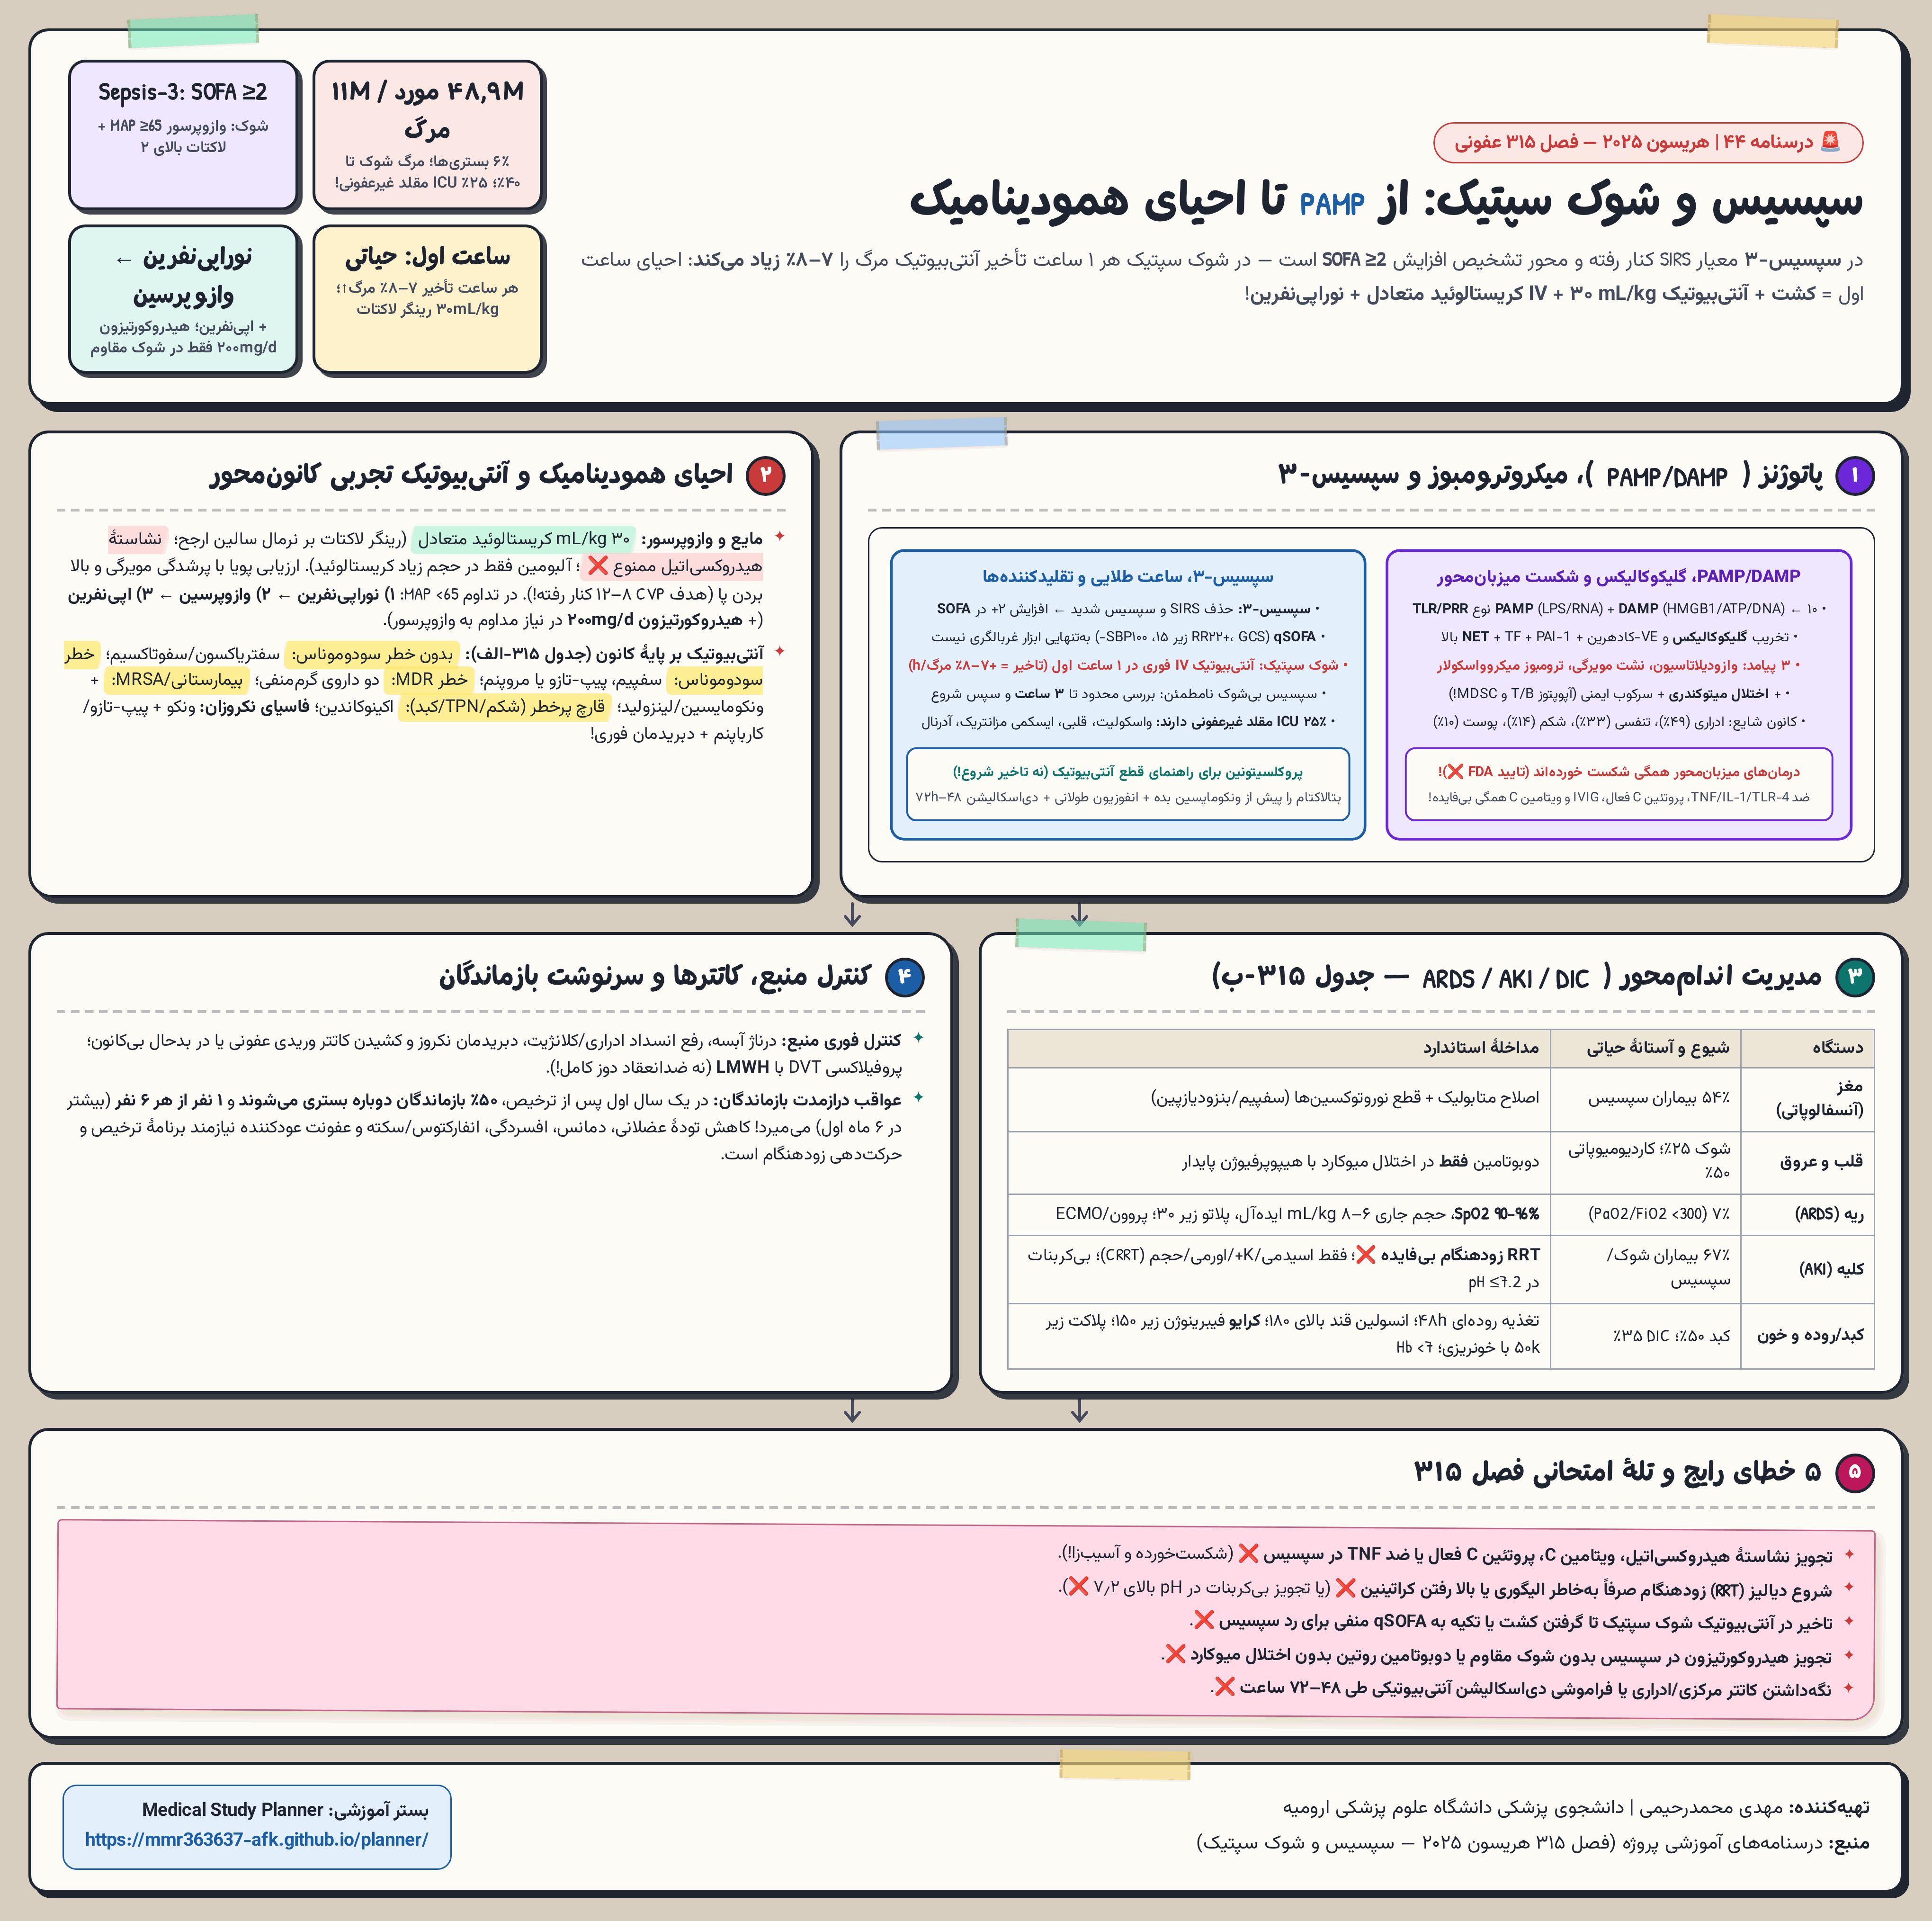 🚨 درسنامه ۴۴ | هریسون ۲۰۲۵ — فصل ۳۱۵ عفونی
سپسیس و شوک سپتیک: از PAMP تا احیای همودینامیک
در سپسیس-۳ معیار SIRS کنار رفته و محور تشخیص افزایش SOFA ≥2 است — در شوک سپتیک هر ۱ ساعت تأخیر آنتی‌بیوتیک مرگ را ۷–۸٪ زیاد می‌کند: احیای ساعت
اول = کشت + آنتی‌بیوتیک IV + ۳۰ mL/kg کریستالوئید متعادل + نوراپی‌نفرین!
۴۸,۹M مورد / ۱۱M
مرگ
۶٪ بستری‌ها؛ مرگ شوک تا
۴۰٪؛ ۲۵٪ ICU مقلد غیرعفونی!
Sepsis-3: SOFA ≥2
شوک: وازوپرسور MAP ≥65 +
لاکتات بالای ۲
ساعت اول: حیاتی
هر ساعت تأخیر ۷–۸٪ مرگ↑؛
۳۰mL/kg رینگر لاکتات
نوراپی‌نفرین ←
وازوپرسین
+ اپی‌نفرین؛ هیدروکورتیزون
۲۰۰mg/d فقط در شوک مقاوم
۱ پاتوژنز ( PAMP/DAMP )، میکروترومبوز و سپسیس-۳
PAMP/DAMP، گلیکوکالیکس و شکست میزبان‌محور
• ۱۰ نوع TLR/PRR ← PAMP (LPS/RNA) + DAMP (HMGB1/ATP/DNA)
• تخریب گلیکوکالیکس و VE-کادهرین + NET + TF + PAI-1 بالا
• ۳ پیامد: وازودیلاتاسیون، نشت مویرگی، ترومبوز میکروواسکولار
• + اختلال میتوکندری + سرکوب ایمنی (آپوپتوز T/B و MDSC!)
• کانون شایع: ادراری (۴۹٪)، تنفسی (۳۳٪)، شکم (۱۴٪)، پوست (۱۰٪)
درمان‌های میزبان‌محور همگی شکست خورده‌اند (تایید FDA ❌)!
ضد TNF/IL-1/TLR-4، پروتئین C فعال، IVIG و ویتامین C همگی بی‌فایده!
سپسیس-۳، ساعت طلایی و تقلیدکننده‌ها
• سپسیس-۳: حذف SIRS و سپسیس شدید ← افزایش ۲+ در SOFA
• qSOFA (GCS زیر ۱۵، RR۲۲+، SBP۱۰۰-) به‌تنهایی ابزار غربالگری نیست
• شوک سپتیک: آنتی‌بیوتیک IV فوری در ۱ ساعت اول (تاخیر = +۷–۸٪ مرگ/h)
• سپسیس بی‌شوک نامطمئن: بررسی محدود تا ۳ ساعت و سپس شروع
• ۲۵٪ ICU مقلد غیرعفونی دارند: واسکولیت، قلبی، ایسکمی مزانتریک، آدرنال
پروکلسیتونین برای راهنمای قطع آنتی‌بیوتیک (نه تاخیر شروع!)
بتالاکتام را پیش از ونکومایسین بده + انفوزیون طولانی + دی‌اسکالیشن ۴۸–۷۲h
۲ احیای همودینامیک و آنتی‌بیوتیک تجربی کانون‌محور
✦ مایع و وازوپرسور: ۳۰ mL/kg کریستالوئید متعادل (رینگر لاکتات بر نرمال سالین ارجح؛ نشاستهٔ
هیدروکسی‌اتیل ممنوع ❌؛ آلبومین فقط در حجم زیاد کریستالوئید). ارزیابی پویا با پرشدگی مویرگی و بالا
بردن پا (هدف CVP ۸–۱۲ کنار رفته!). در تداوم MAP <65: ۱) نوراپی‌نفرین ← ۲) وازوپرسین ← ۳) اپی‌نفرین
(+ هیدروکورتیزون ۲۰۰mg/d در نیاز مداوم به وازوپرسور).
✦ آنتی‌بیوتیک بر پایهٔ کانون (جدول ۳۱۵-الف): بدون خطر سودوموناس: سفتریاکسون/سفوتاکسیم؛ خطر
سودوموناس: سفپیم، پیپ-تازو یا مروپنم؛ خطر MDR: دو داروی گرم‌منفی؛ بیمارستانی/MRSA: +
ونکومایسین/لینزولید؛ قارچ پرخطر (شکم/TPN/کبد): اکینوکاندین؛ فاسیای نکروزان: ونکو + پیپ-تازو/
کارباپنم + دبریدمان فوری!
۳ مدیریت اندام‌محور ( ARDS / AKI / DIC — جدول ۳۱۵-ب)
دستگاه | شیوع و آستانهٔ حیاتی | مداخلهٔ استاندارد
مغز (آنسفالوپاتی) | ۵۴٪ بیماران سپسیس | اصلاح متابولیک + قطع نوروتوکسین‌ها (سفپیم/بنزودیازپین)
قلب و عروق | شوک ۲۵٪؛ کاردیومیوپاتی ۵۰٪ | دوبوتامین فقط در اختلال میوکارد با هیپوپرفیوژن پایدار
ریه (ARDS) | ۷٪ (PaO2/FiO2 <300) | SpO2 90-96%، حجم جاری ۶–۸ mL/kg ایده‌آل، پلاتو زیر ۳۰؛ پروون/ECMO
کلیه (AKI) | ۶۷٪ بیماران شوک/سپسیس | RRT زودهنگام بی‌فایده ❌؛ فقط اسیدمی/K+/اورمی/حجم (CRRT)؛ بی‌کربنات در pH ≤7.2
کبد/روده و خون | کبد ۵۰٪؛ DIC ۳۵٪ | تغذیه روده‌ای ۴۸h؛ انسولین قند بالای ۱۸۰؛ کرایو فیبرینوژن زیر ۱۵۰؛ پلاکت زیر ۵۰k با خونریزی؛ Hb <7
۴ کنترل منبع، کاتترها و سرنوشت بازماندگان
✦ کنترل فوری منبع: درناژ آبسه، رفع انسداد ادراری/کلانژیت، دبریدمان نکروز و کشیدن کاتتر وریدی عفونی یا در بدحال بی‌کانون؛
پروفیلاکسی DVT با LMWH (نه ضدانعقاد دوز کامل!).
✦ عواقب درازمدت بازماندگان: در یک سال اول پس از ترخیص، ۵۰٪ بازماندگان دوباره بستری می‌شوند و ۱ نفر از هر ۶ نفر (بیشتر
در ۶ ماه اول) می‌میرد! کاهش تودهٔ عضلانی، دمانس، افسردگی، انفارکتوس/سکته و عفونت عودکننده نیازمند برنامهٔ ترخیص و
حرکت‌دهی زودهنگام است.
۵ ۵ خطای رایج و تلهٔ امتحانی فصل ۳۱۵
✦ تجویز نشاستهٔ هیدروکسی‌اتیل، ویتامین C، پروتئین C فعال یا ضد TNF در سپسیس ❌ (شکست‌خورده و آسیب‌زا!).
✦ شروع دیالیز (RRT) زودهنگام صرفاً به‌خاطر الیگوری یا بالا رفتن کراتینین ❌ (یا تجویز بی‌کربنات در pH بالای ۷٫۲ ❌).
✦ تاخیر در آنتی‌بیوتیک شوک سپتیک تا گرفتن کشت یا تکیه به qSOFA منفی برای رد سپسیس ❌.
✦ تجویز هیدروکورتیزون در سپسیس بدون شوک مقاوم یا دوبوتامین روتین بدون اختلال میوکارد ❌.
✦ نگه‌داشتن کاتتر مرکزی/ادراری یا فراموشی دی‌اسکالیشن آنتی‌بیوتیکی طی ۴۸–۷۲ ساعت ❌.
تهیه‌کننده: مهدی محمدرحیمی | دانشجوی پزشکی دانشگاه علوم پزشکی ارومیه
منبع: درسنامه‌های آموزشی پروژه (فصل ۳۱۵ هریسون ۲۰۲۵ — سپسیس و شوک سپتیک)
بستر آموزشی: Medical Study Planner
https://mmr363637-afk.github.io/planner/